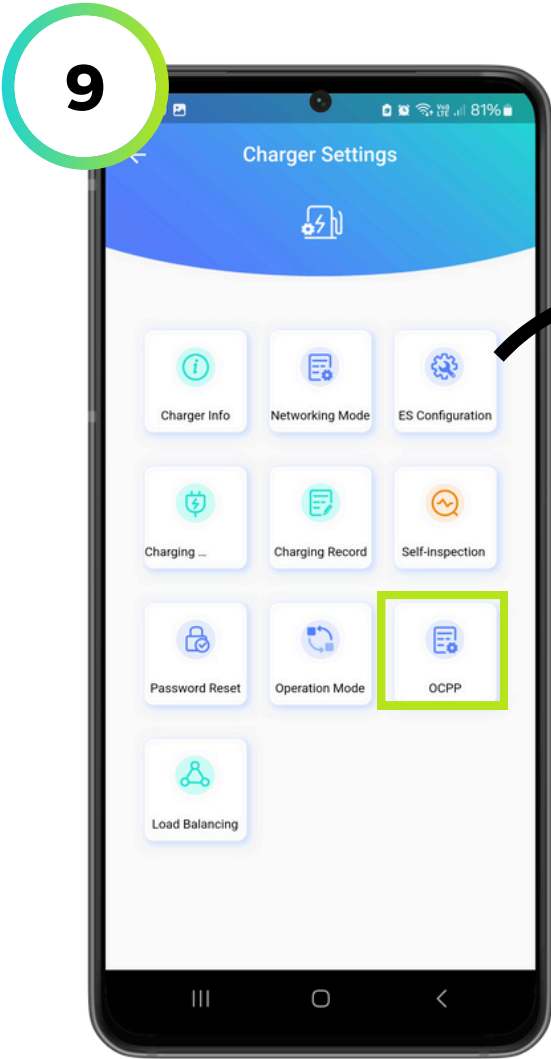 9
81%
Charger Settings
Charger Info
Networking Mode
ES Configuration
Charging ...
Charging Record
Self-inspection
Password Reset
Operation Mode
OCPP
Load Balancing